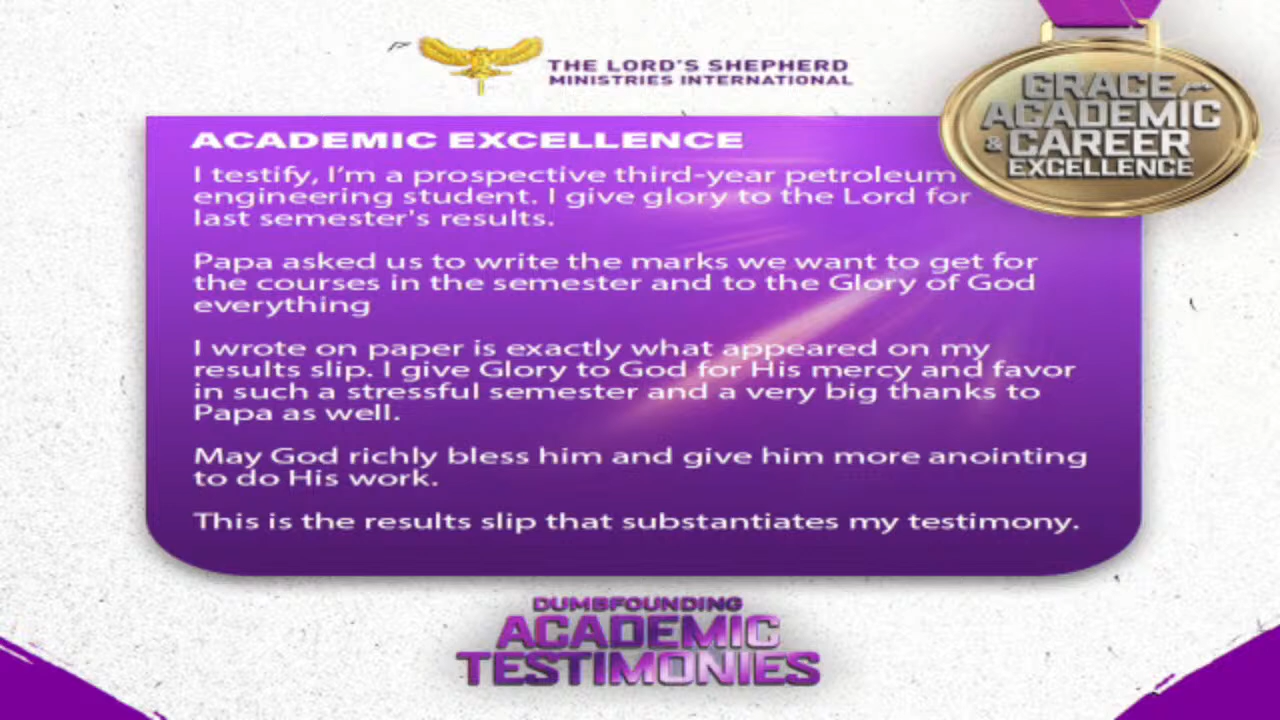 THE LORD'S SHEPHERD
MINISTRIES INTERNATIONAL
GRACE for
ACADEMIC
& CAREER
EXCELLENCE
ACADEMIC EXCELLENCE
I testify, I'm a prospective third-year petroleum
engineering student. I give glory to the Lord for
last semester's results.
Papa asked us to write the marks we want to get for
the courses in the semester and to the Glory of God
everything
I wrote on paper is exactly what appeared on my
results slip. I give Glory to God for His mercy and favor
in such a stressful semester and a very big thanks to
Papa as well.
May God richly bless him and give him more anointing
to do His work.
This is the results slip that substantiates my testimony.
DUMBFOUNDING
ACADEMIC
TESTIMONIES